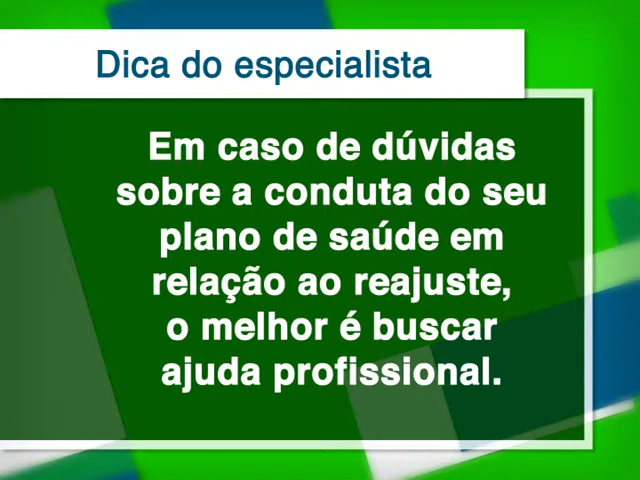 Dica do especialista
Em caso de dúvidas
sobre a conduta do seu
plano de saúde em
relação ao reajuste,
o melhor é buscar
ajuda profissional.